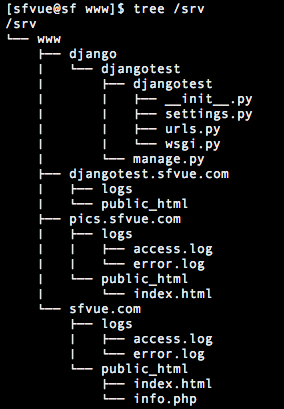 [sfvue@sf www]$ tree /srv
/srv
└── www
    ├── django
    │   └── djangotest
    │       ├── djangotest
    │       │   ├── __init__.py
    │       │   ├── settings.py
    │       │   ├── urls.py
    │       │   └── wsgi.py
    │       └── manage.py
    ├── djangotest.sfvue.com
    │   ├── logs
    │   └── public_html
    ├── pics.sfvue.com
    │   ├── logs
    │   │   ├── access.log
    │   │   └── error.log
    │   └── public_html
    │       └── index.html
    └── sfvue.com
        ├── logs
        │   ├── access.log
        │   └── error.log
        └── public_html
            ├── index.html
            └── info.php